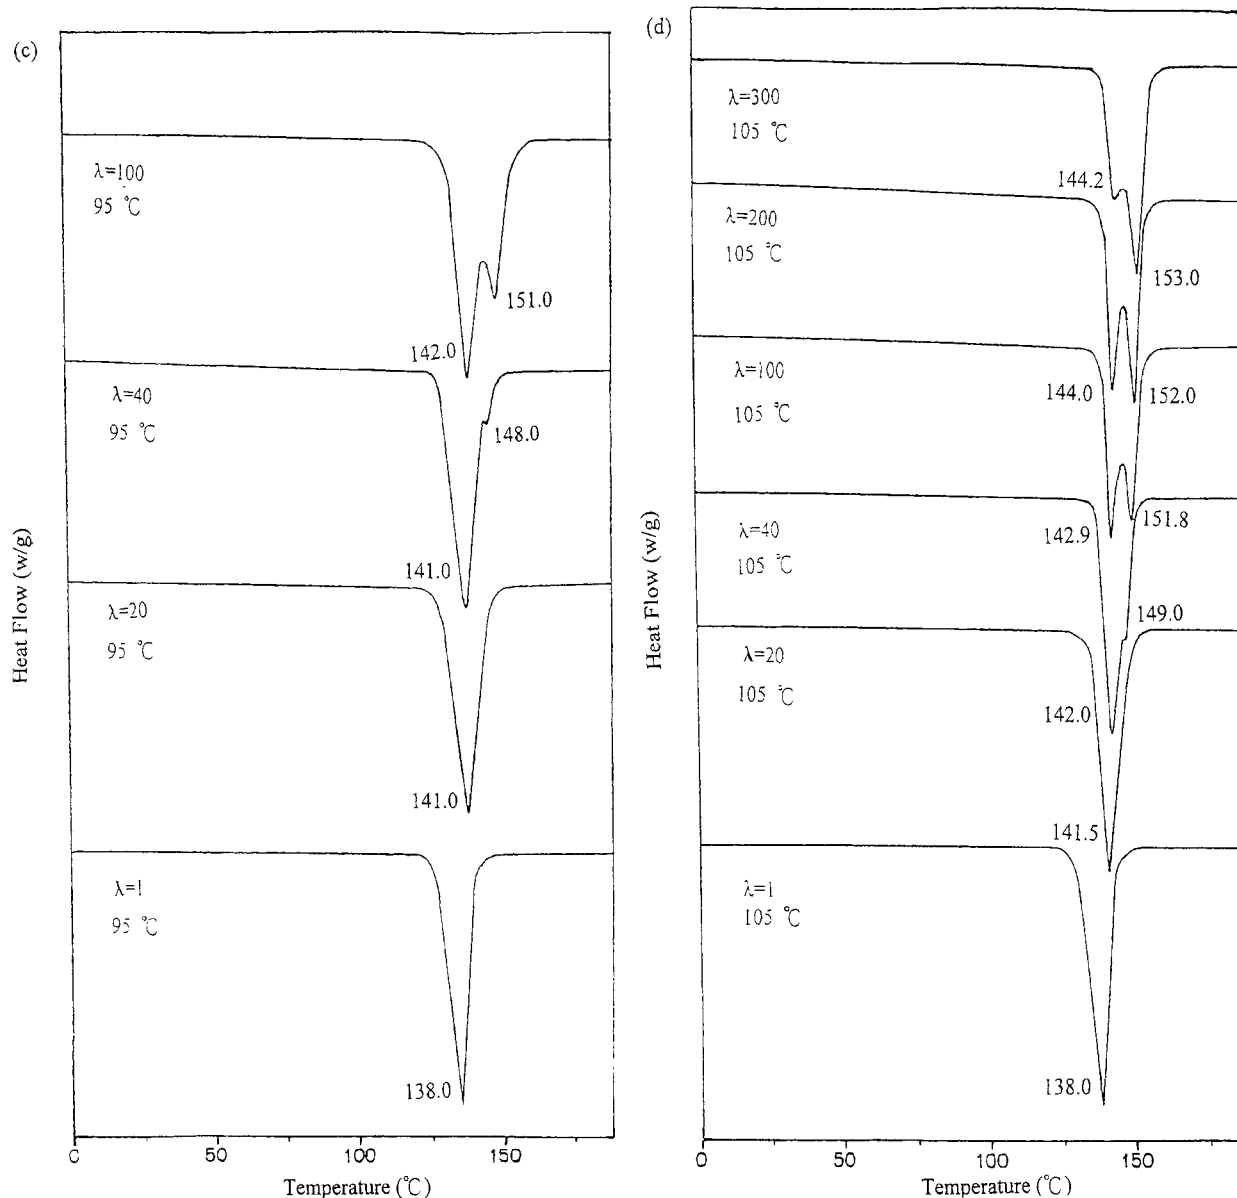 (c)
λ=100
95 ℃
151.0
142.0
λ=40
95 ℃
148.0
141.0
λ=20
95 ℃
141.0
λ=1
95 ℃
138.0
Heat Flow (w/g)
0 50 100 150
Temperature (℃)
(d)
λ=300
105 ℃
144.2
λ=200
105 ℃
153.0
λ=100
105 ℃
144.0
152.0
λ=40
105 ℃
142.9
151.8
149.0
λ=20
105 ℃
142.0
141.5
λ=1
105 ℃
138.0
Heat Flow (w/g)
0 50 100 150
Temperature (℃)